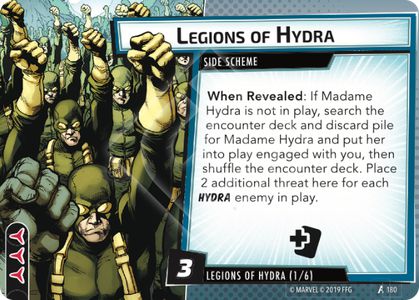 Legions of Hydra
SIDE SCHEME
When Revealed: If Madame
Hydra is not in play, search the
encounter deck and discard pile
for Madame Hydra and put her
into play engaged with you, then
shuffle the encounter deck. Place
2 additional threat here for each
HYDRA enemy in play.
3
LEGIONS OF HYDRA (1/6)
© MARVEL © 2019 FFG
180